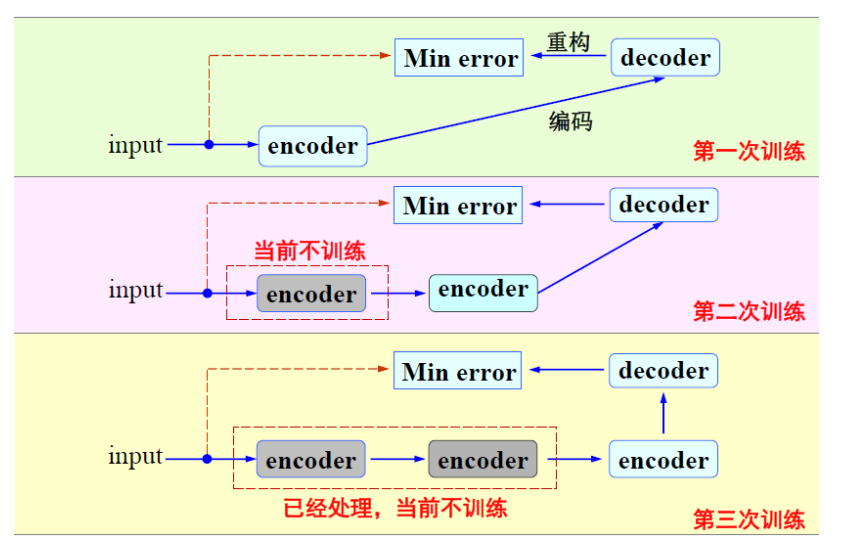 重构
Min error
decoder
编码
input
encoder
第一次训练
Min error
decoder
当前不训练
input
encoder
encoder
第二次训练
Min error
decoder
input
encoder
encoder
encoder
已经处理，当前不训练
第三次训练